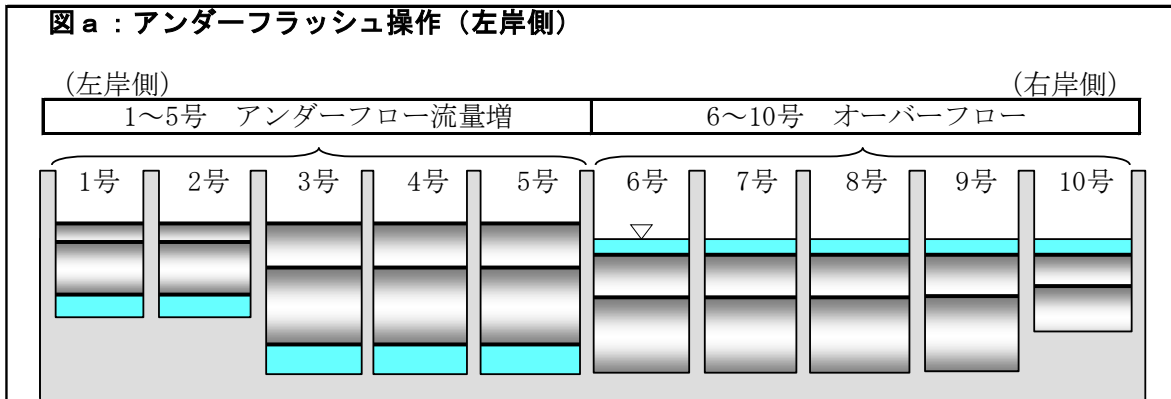 図a：アンダーフラッシュ操作（左岸側）
（左岸側） （右岸側）
1～5号　アンダーフロー流量増 6～10号　オーバーフロー
1号 2号 3号 4号 5号 6号 7号 8号 9号 10号